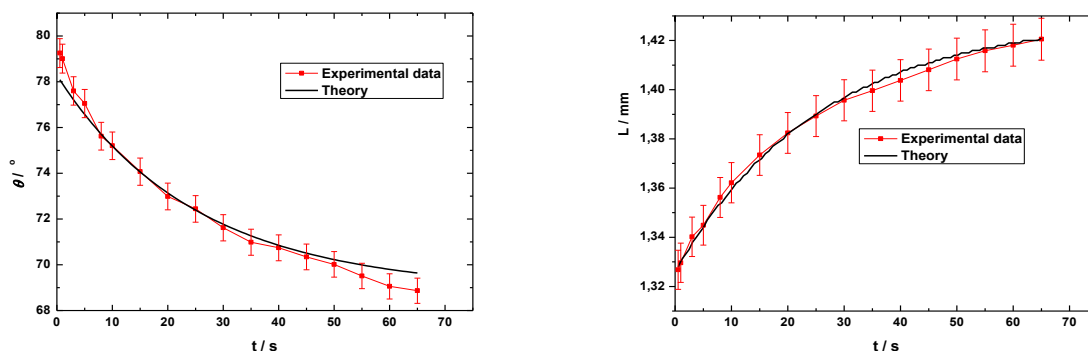 80
78
76
74
72
70
68
θ / °
Experimental data
Theory
0 10 20 30 40 50 60 70
t / s
1,42
1,40
1,38
1,36
1,34
1,32
L / mm
Experimental data
Theory
0 10 20 30 40 50 60 70
t / s